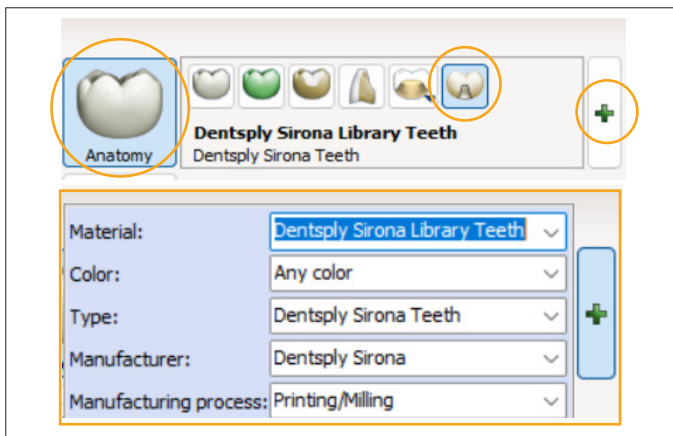 Anatomy
Dentsply Sirona Library Teeth
Dentsply Sirona Teeth
Material: Dentsply Sirona Library Teeth
Color: Any color
Type: Dentsply Sirona Teeth
Manufacturer: Dentsply Sirona
Manufacturing process: Printing/Milling